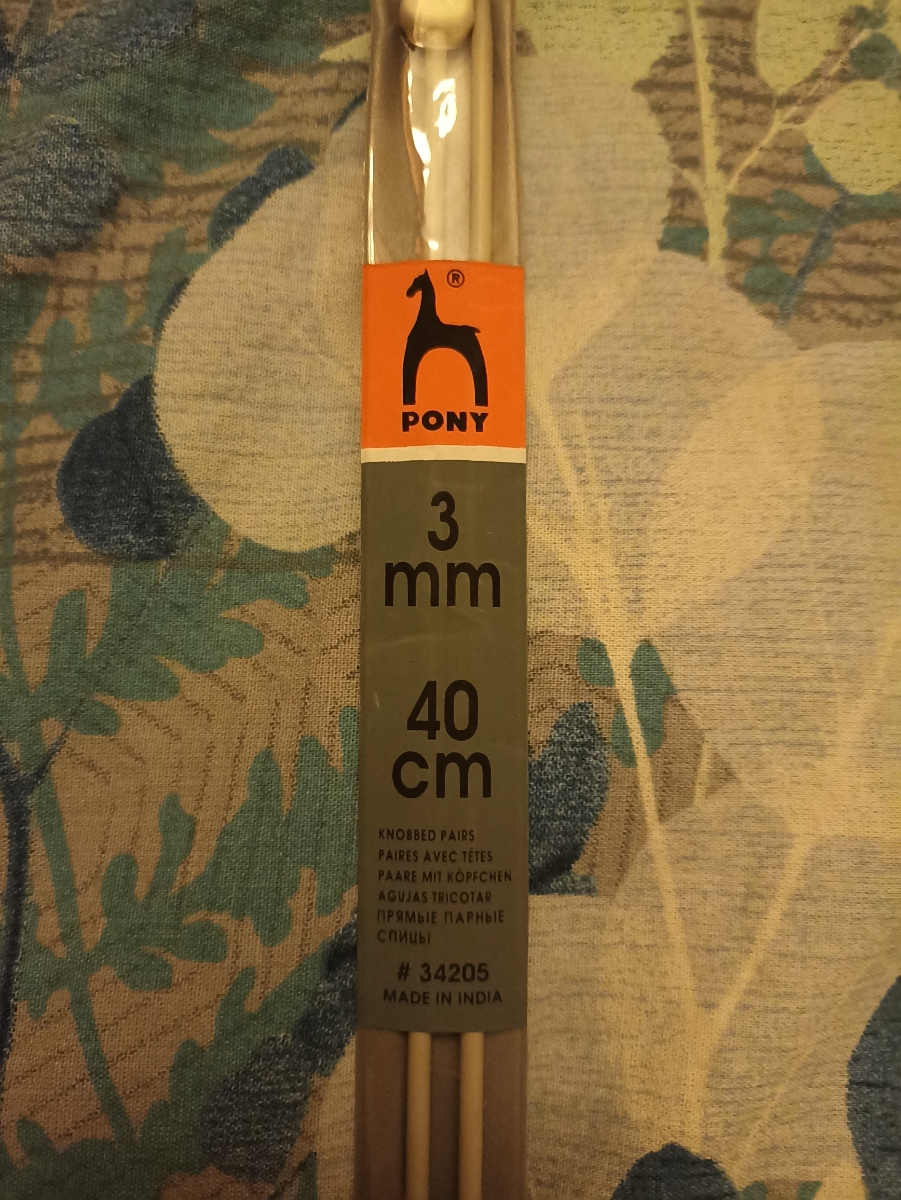 ®
PONY
3
mm
40
cm
KNOBBED PAIRS
PAIRES AVEC TÊTES
PAARE MIT KÖPFCHEN
AGUJAS TRICOTAR
ПРЯМЫЕ ПАРНЫЕ
СПИЦЫ
# 34205
MADE IN INDIA